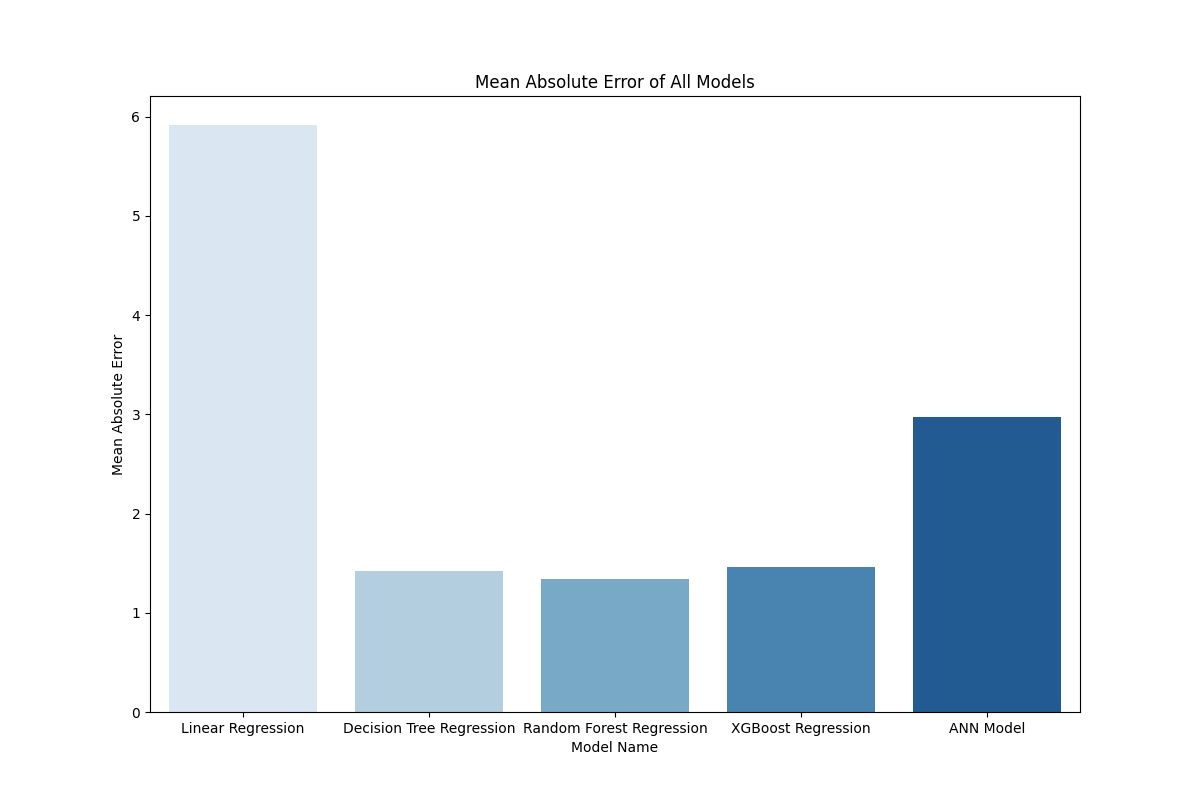 Mean Absolute Error of All Models
6
5
4
3
2
1
0
Mean Absolute Error
Linear Regression
Decision Tree Regression
Random Forest Regression
XGBoost Regression
ANN Model
Model Name